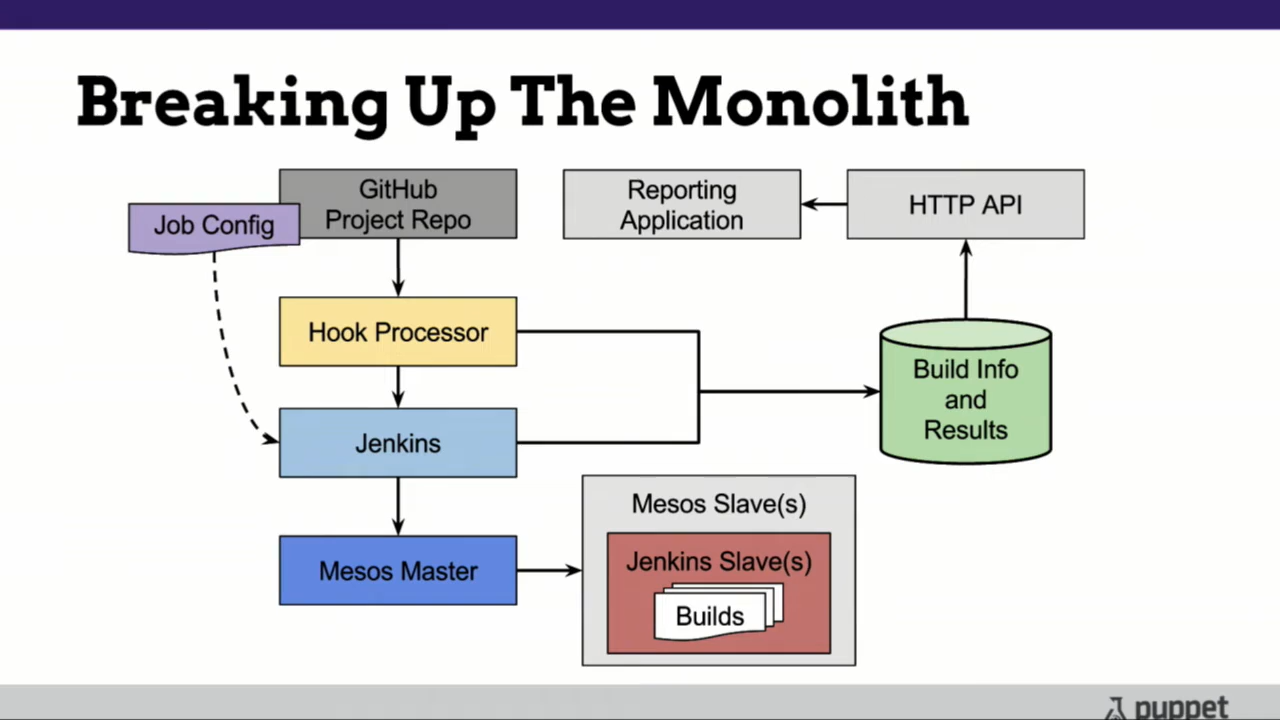 Breaking Up The Monolith
GitHub
Project Repo
Job Config
Reporting
Application
HTTP API
Hook Processor
Jenkins
Build Info
and
Results
Mesos Master
Mesos Slave(s)
Jenkins Slave(s)
Builds
puppet